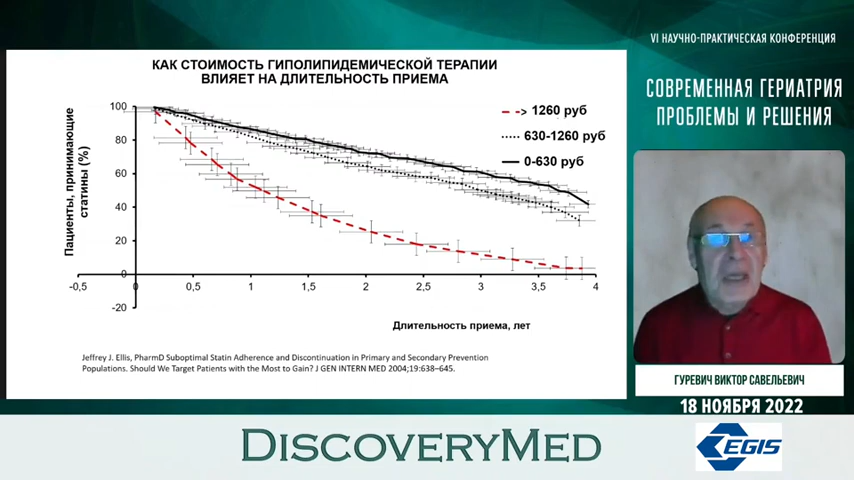 VI НАУЧНО-ПРАКТИЧЕСКАЯ КОНФЕРЕНЦИЯ
СОВРЕМЕННАЯ ГЕРИАТРИЯ
ПРОБЛЕМЫ И РЕШЕНИЯ
КАК СТОИМОСТЬ ГИПОЛИПИДЕМИЧЕСКОЙ ТЕРАПИИ
ВЛИЯЕТ НА ДЛИТЕЛЬНОСТЬ ПРИЕМА
> 1260 руб
630-1260 руб
0-630 руб
Пациенты, принимающие
статины (%)
100
80
60
40
20
0
-20
-0,5 0 0,5 1 1,5 2 2,5 3 3,5 4
Длительность приема, лет
Jeffrey J. Ellis, PharmD Suboptimal Statin Adherence and Discontinuation in Primary and Secondary Prevention
Populations. Should We Target Patients with the Most to Gain? J GEN INTERN MED 2004;19:638–645.
ГУРЕВИЧ ВИКТОР САВЕЛЬЕВИЧ
18 НОЯБРЯ 2022
DISCOVERYMED
EGIS